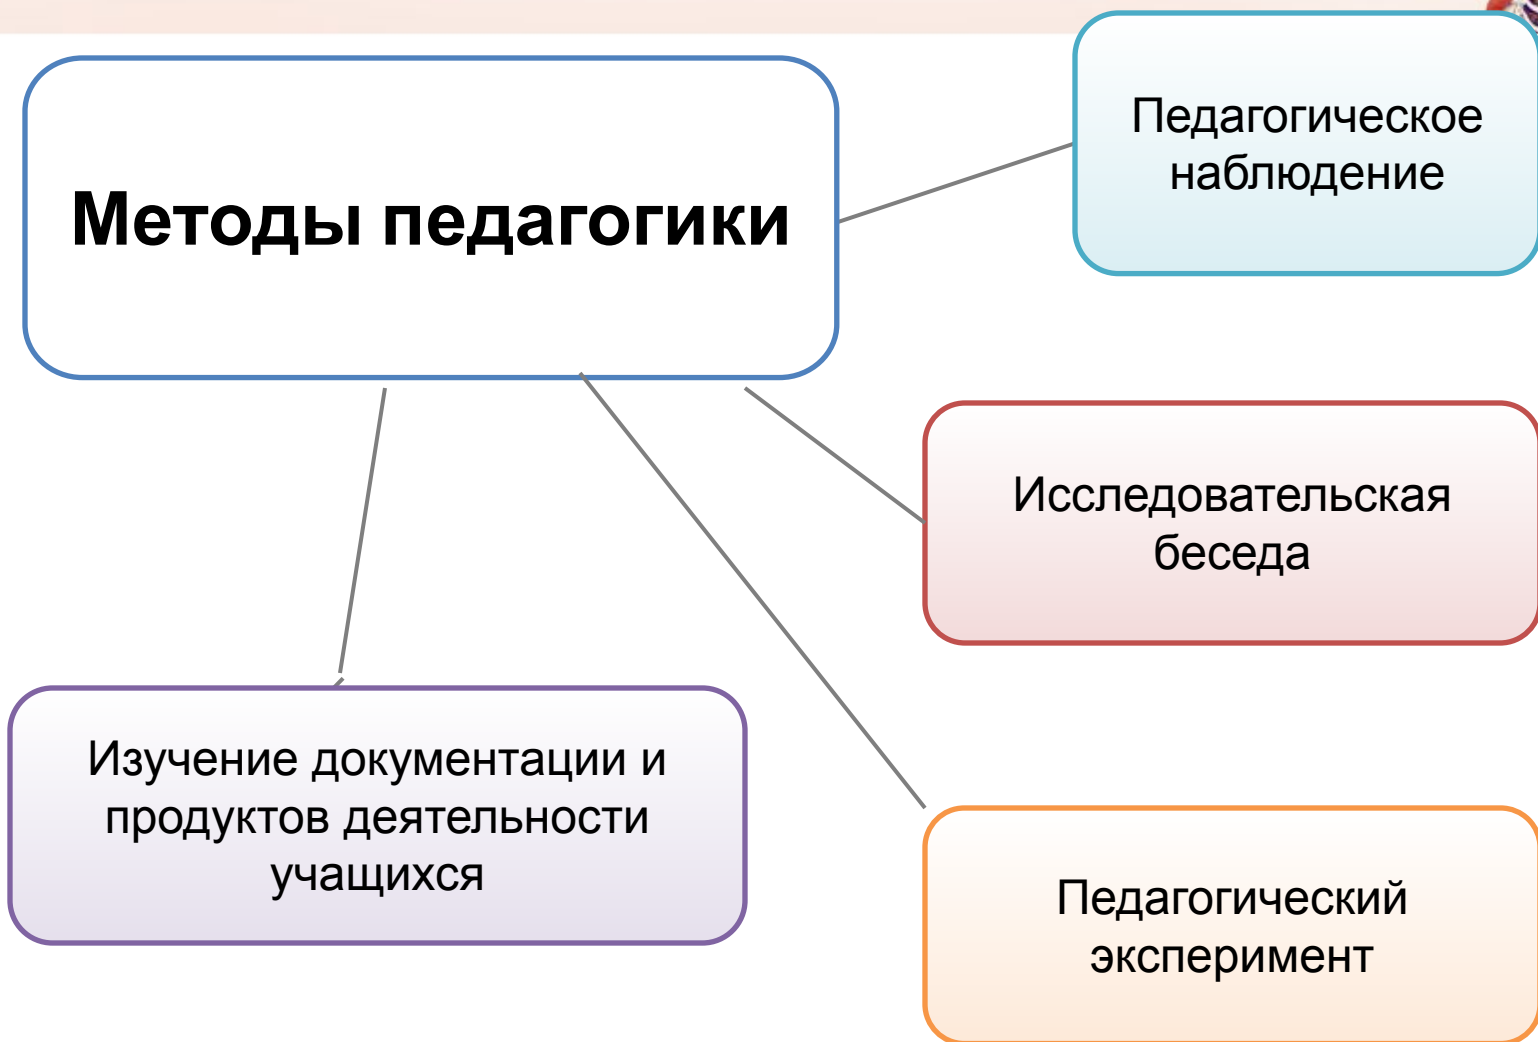 Методы педагогики
Педагогическое
наблюдение
Исследовательская
беседа
Изучение документации и
продуктов деятельности
учащихся
Педагогический
эксперимент